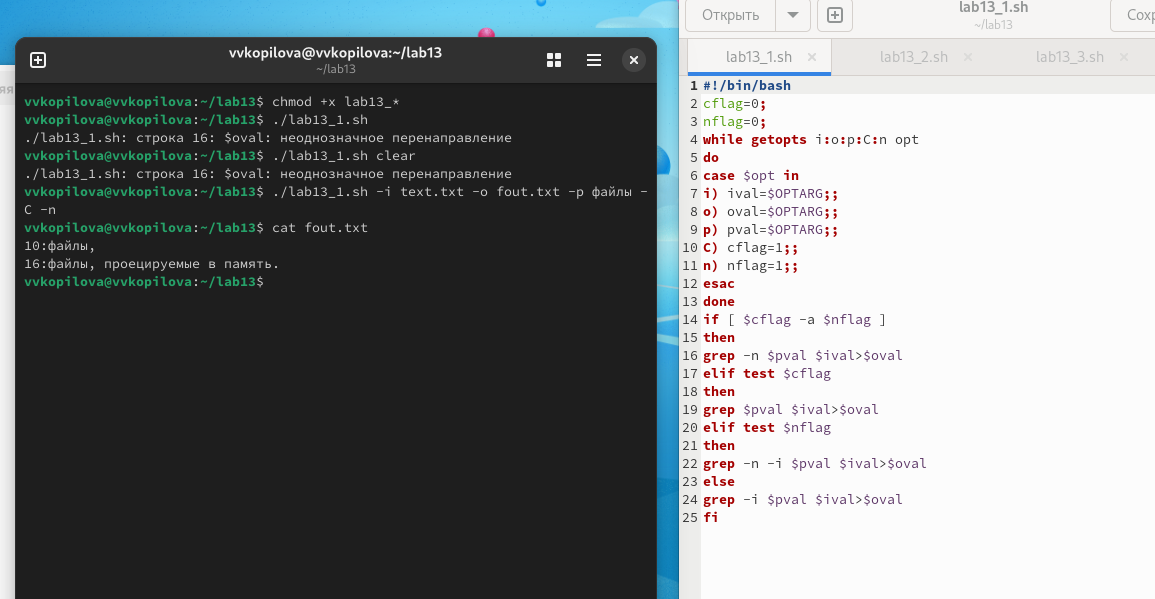 vvkopilova@vvkopilova:~/lab13
~/lab13
vvkopilova@vvkopilova:~/lab13$ chmod +x lab13_*
vvkopilova@vvkopilova:~/lab13$ ./lab13_1.sh
./lab13_1.sh: строка 16: $oval: неоднозначное перенаправление
vvkopilova@vvkopilova:~/lab13$ ./lab13_1.sh clear
./lab13_1.sh: строка 16: $oval: неоднозначное перенаправление
vvkopilova@vvkopilova:~/lab13$ ./lab13_1.sh -i text.txt -o fout.txt -p файлы -
C -n
vvkopilova@vvkopilova:~/lab13$ cat fout.txt
10:файлы,
16:файлы, проецируемые в память.
vvkopilova@vvkopilova:~/lab13$
Открыть
lab13_1.sh
~/lab13
Сох
lab13_1.sh × lab13_2.sh × lab13_3.sh ×
1 #!/bin/bash
2 cflag=0;
3 nflag=0;
4 while getopts i:o:p:C:n opt
5 do
6 case $opt in
7 i) ival=$OPTARG;;
8 o) oval=$OPTARG;;
9 p) pval=$OPTARG;;
10 C) cflag=1;;
11 n) nflag=1;;
12 esac
13 done
14 if [ $cflag -a $nflag ]
15 then
16 grep -n $pval $ival>$oval
17 elif test $cflag
18 then
19 grep $pval $ival>$oval
20 elif test $nflag
21 then
22 grep -n -i $pval $ival>$oval
23 else
24 grep -i $pval $ival>$oval
25 fi